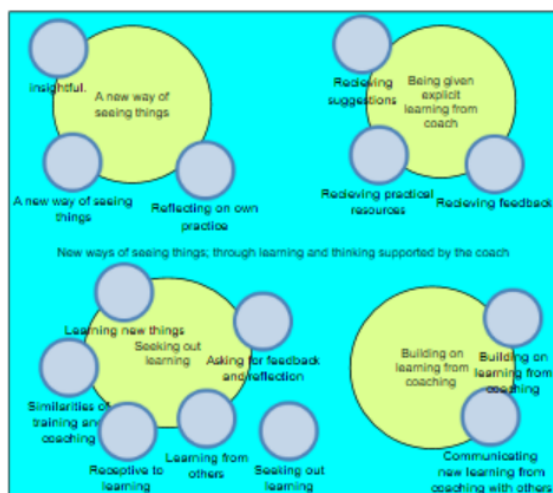 insightful.
A new way of
seeing things
A new way of seeing
things
Reflecting on own
practice
Recieving
suggestions
Being given
explicit
learning from
coach
Recieving practical
resources
Recieving feedback
New ways of seeing things; through learning and thinking supported by the coach
Learning new things
Seeking out
learning
Asking for feedback
and reflection
Similarities of
training and
coaching
Receptive to
learning
Learning from
others
Seeking out
learning
Building on
learning from
coaching
Building on
learning from
coaching
Communicating
new learning from
coaching with others